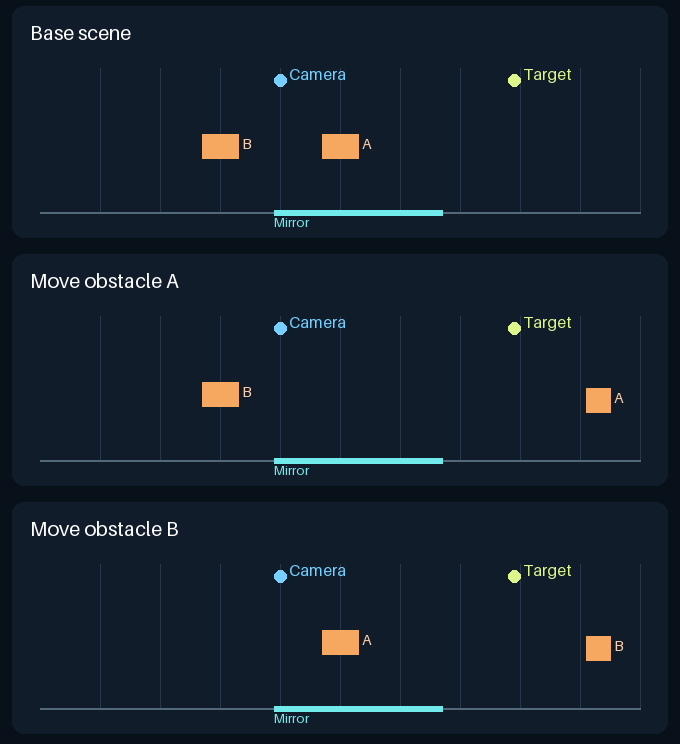 Base scene
Camera
Target
B
A
Mirror
Move obstacle A
Camera
Target
B
A
Mirror
Move obstacle B
Camera
Target
A
B
Mirror